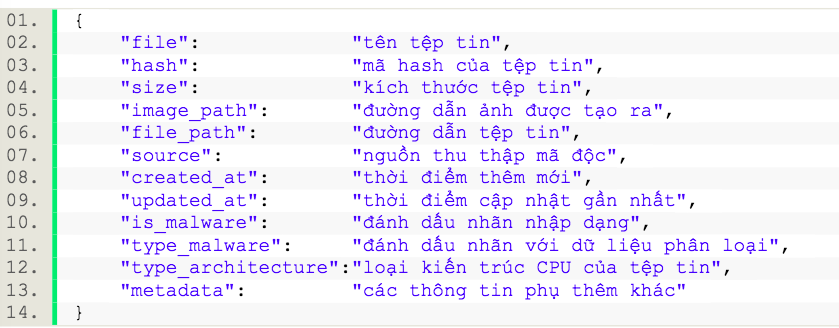 01. {
02. "file": "tên tệp tin",
03. "hash": "mã hash của tệp tin",
04. "size": "kích thước tệp tin",
05. "image_path": "đường dẫn ảnh được tạo ra",
06. "file_path": "đường dẫn tệp tin",
07. "source": "nguồn thu thập mã độc",
08. "created_at": "thời điểm thêm mới",
09. "updated_at": "thời điểm cập nhật gần nhất",
10. "is_malware": "đánh dấu nhãn nhập dạng",
11. "type_malware": "đánh dấu nhãn với dữ liệu phân loại",
12. "type_architecture":"loại kiến trúc CPU của tệp tin",
13. "metadata": "các thông tin phụ thêm khác"
14. }